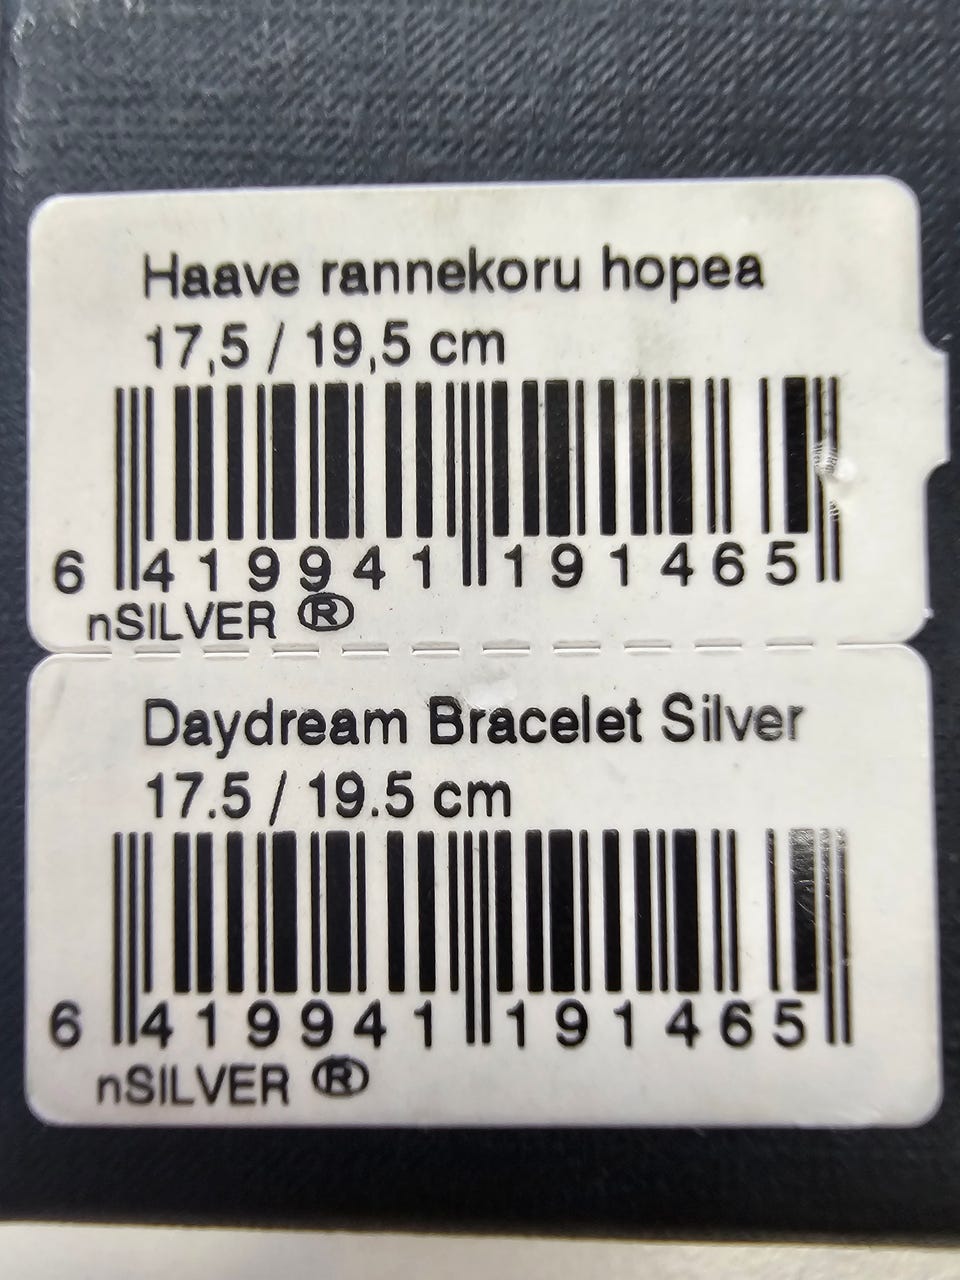 Haave rannekoru hopea
17,5 / 19,5 cm
6 419941 191465
nSILVER ®
Daydream Bracelet Silver
17.5 / 19.5 cm
6 419941 191465
nSILVER ®